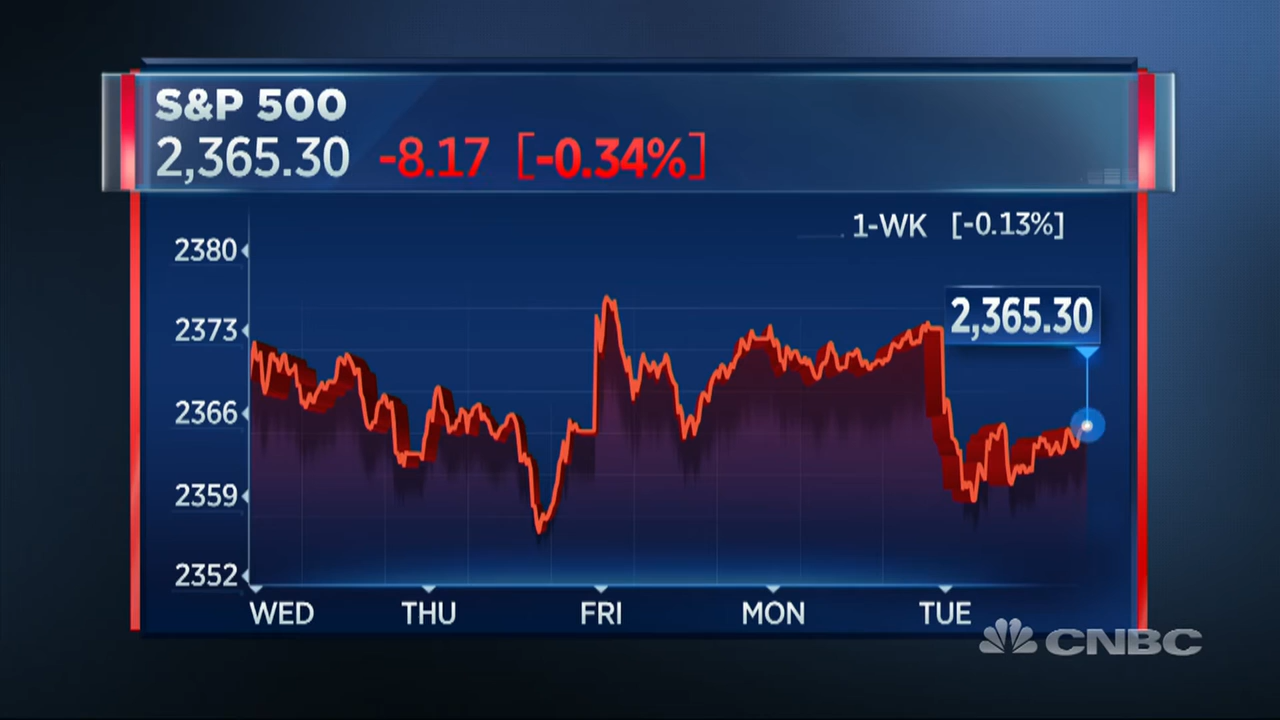 S&P 500
2,365.30 -8.17 [-0.34%]
1-WK [-0.13%]
2380
2373
2,365.30
2366
2359
2352
WED THU FRI MON TUE
CNBC